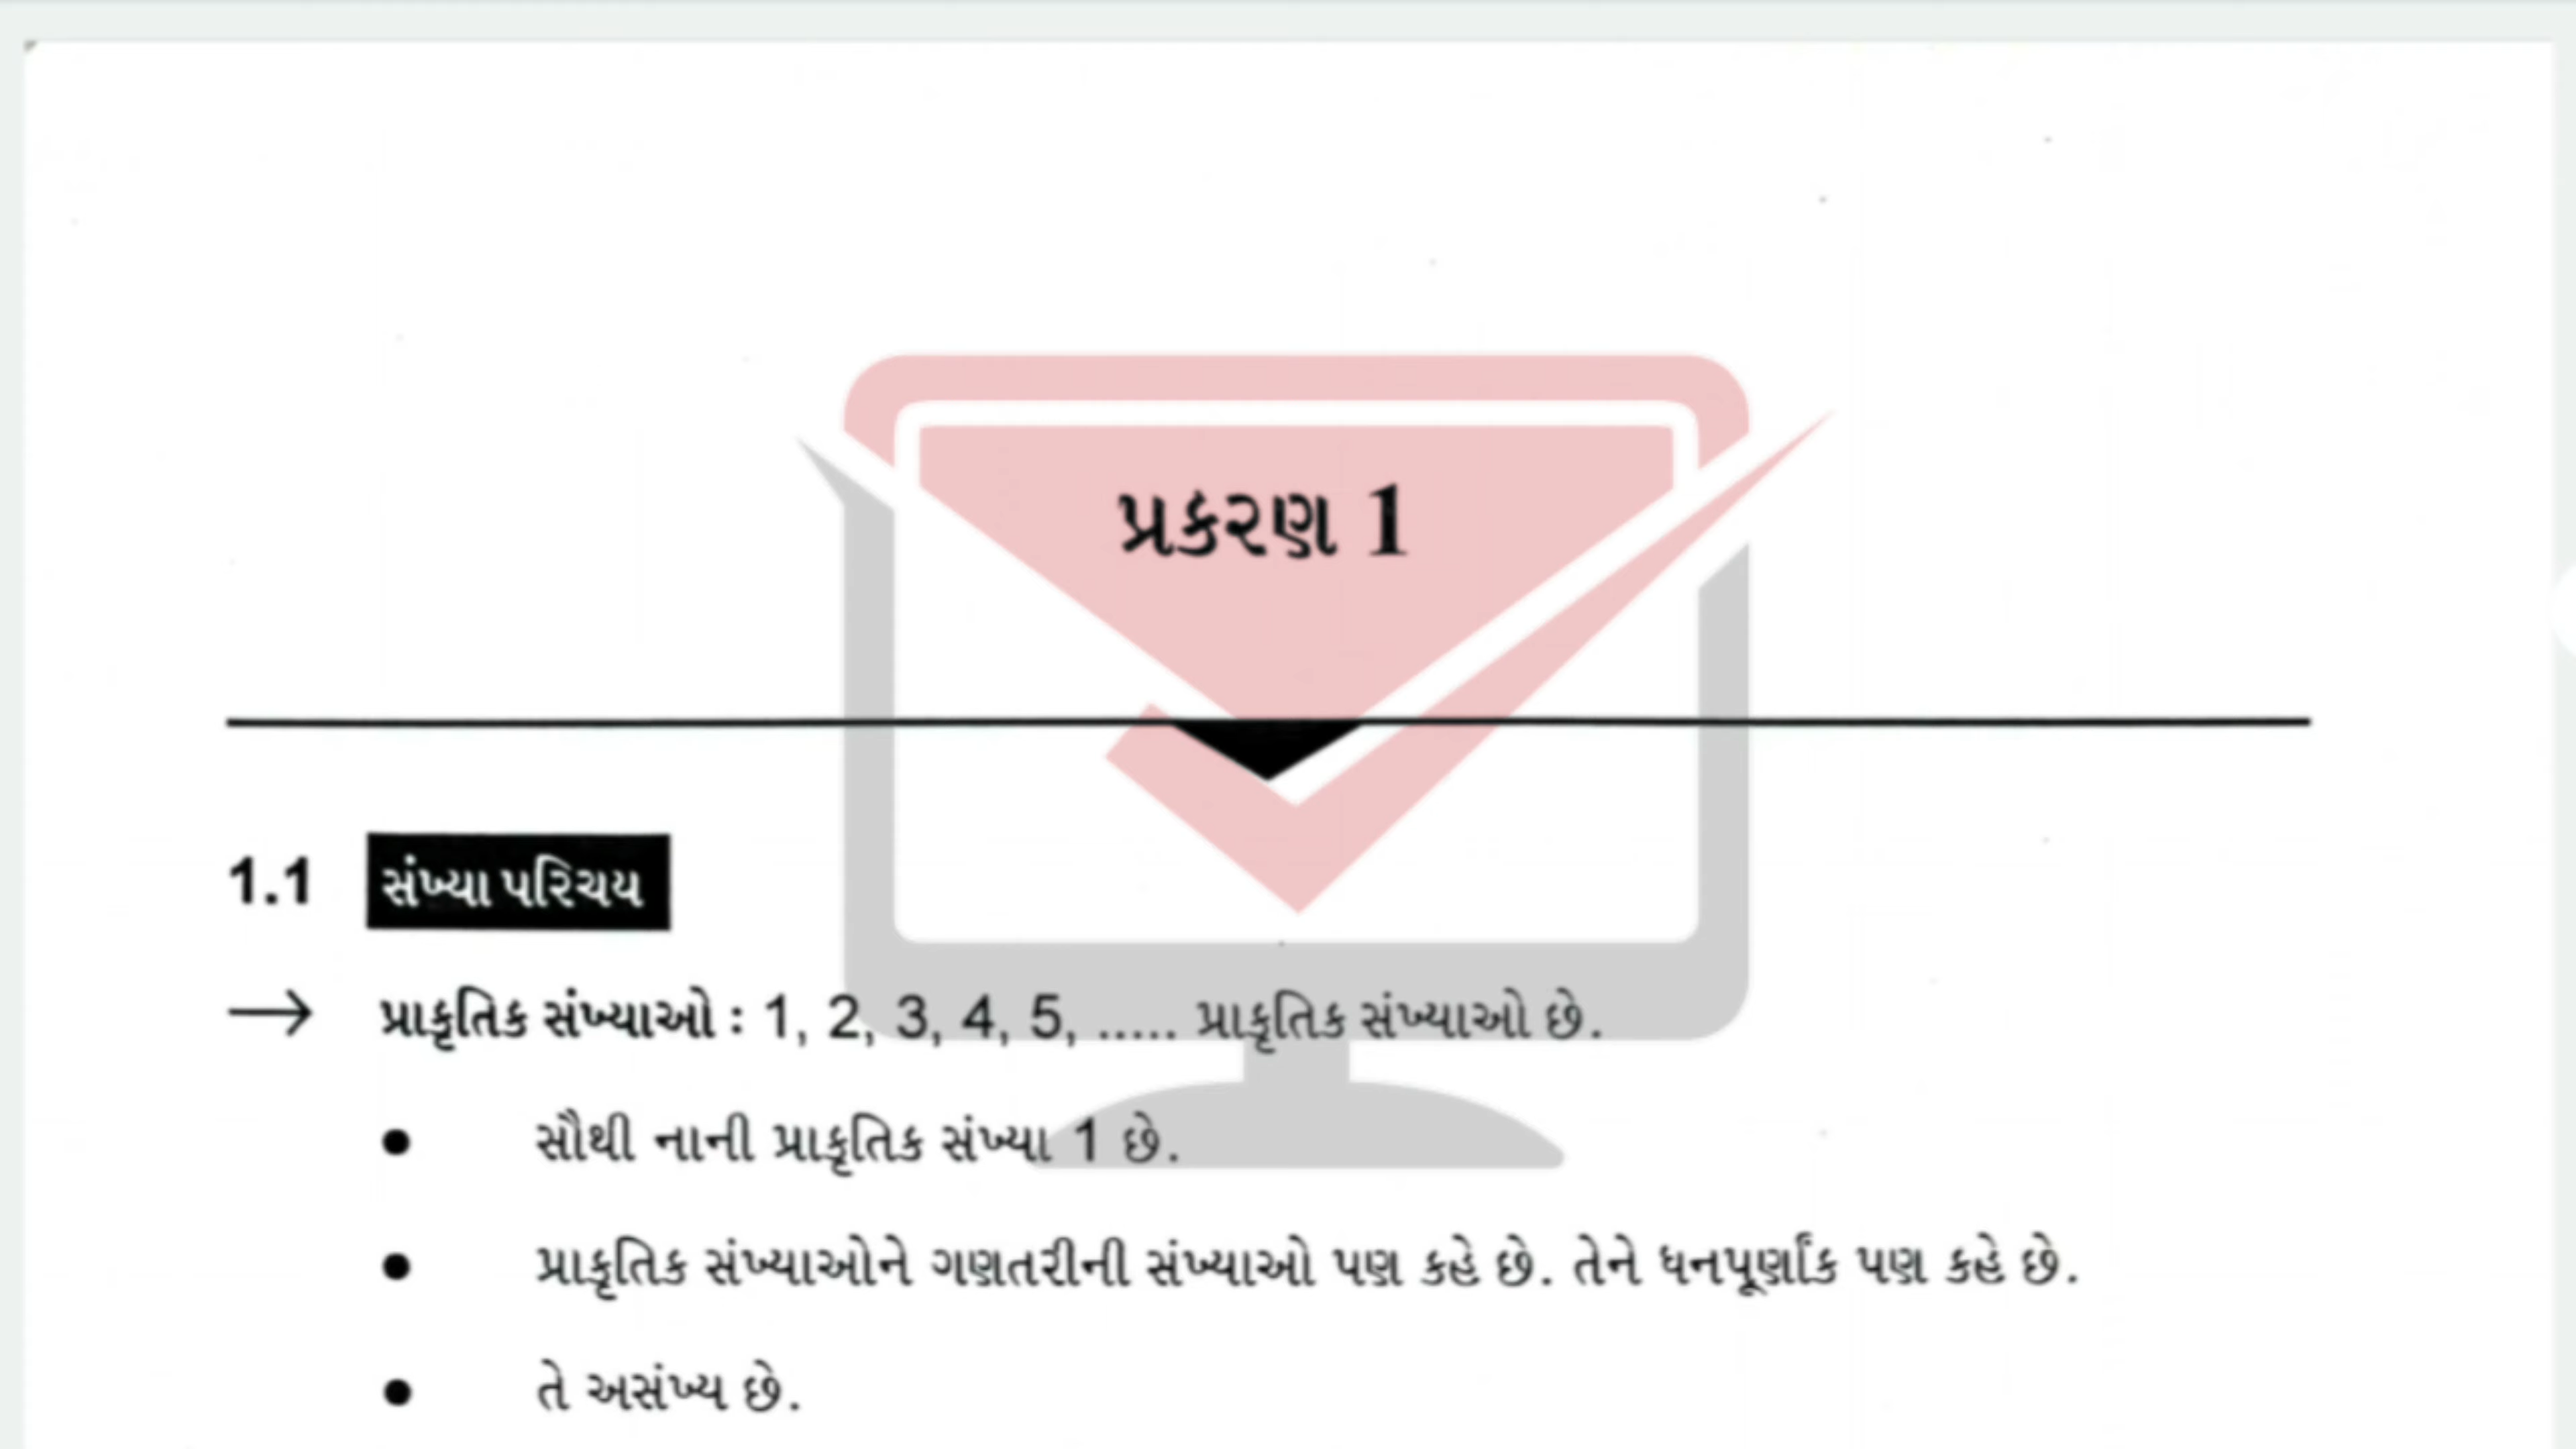 પ્રકરણ 1
1.1 સંખ્યા પરિચય
→ પ્રાકૃતિક સંખ્યાઓ : 1, 2, 3, 4, 5, ..... પ્રાકૃતિક સંખ્યાઓ છે.
● સૌથી નાની પ્રાકૃતિક સંખ્યા 1 છે.
● પ્રાકૃતિક સંખ્યાઓને ગણતરીની સંખ્યાઓ પણ કહે છે. તેને ધનપૂર્ણાંક પણ કહે છે.
● તે અસંખ્ય છે.